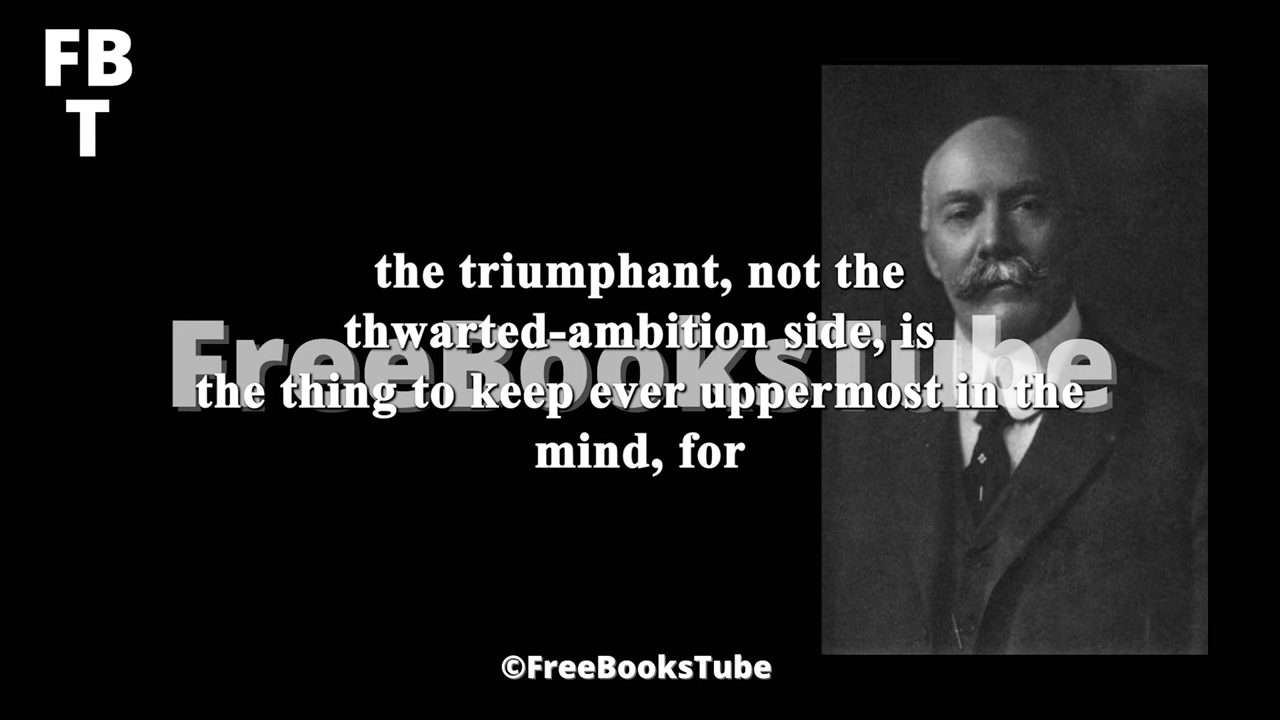 FB
T
the triumphant, not the
thwarted-ambition side, is
FreeBooksTube
the thing to keep ever uppermost in the
mind, for
©FreeBooksTube